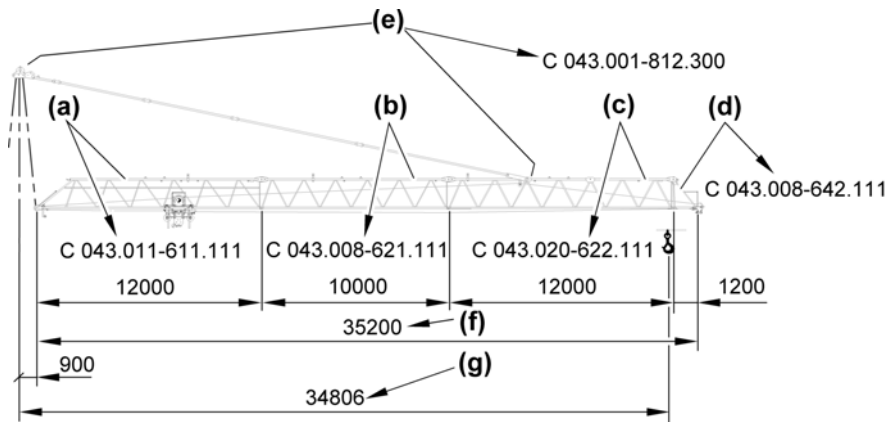 (e)
C 043.001-812.300
(a)
(b)
(c)
(d)
C 043.008-642.111
C 043.011-611.111
C 043.008-621.111
C 043.020-622.111
12000
10000
12000
1200
35200
(f)
900
(g)
34806